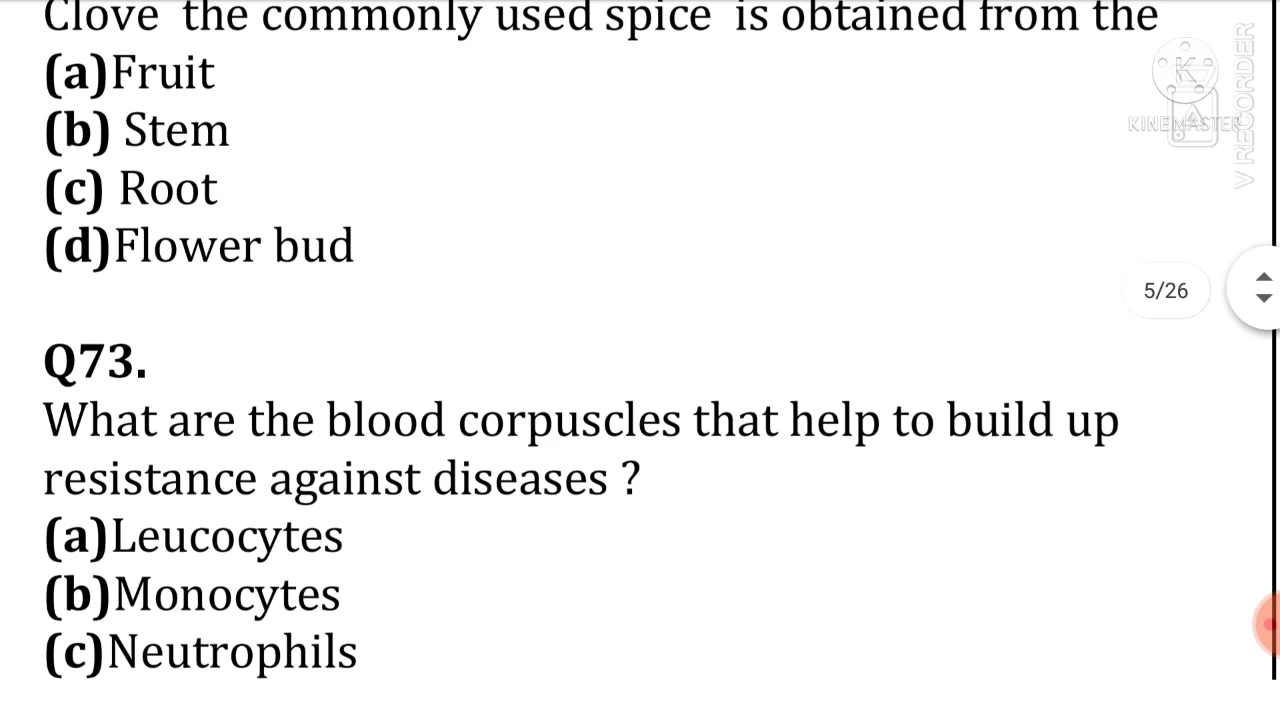 Clove the commonly used spice is obtained from the
(a)Fruit
(b) Stem
(c) Root
(d)Flower bud
KINEMASTER
V RECORDER
5/26
Q73.
What are the blood corpuscles that help to build up
resistance against diseases ?
(a)Leucocytes
(b)Monocytes
(c)Neutrophils